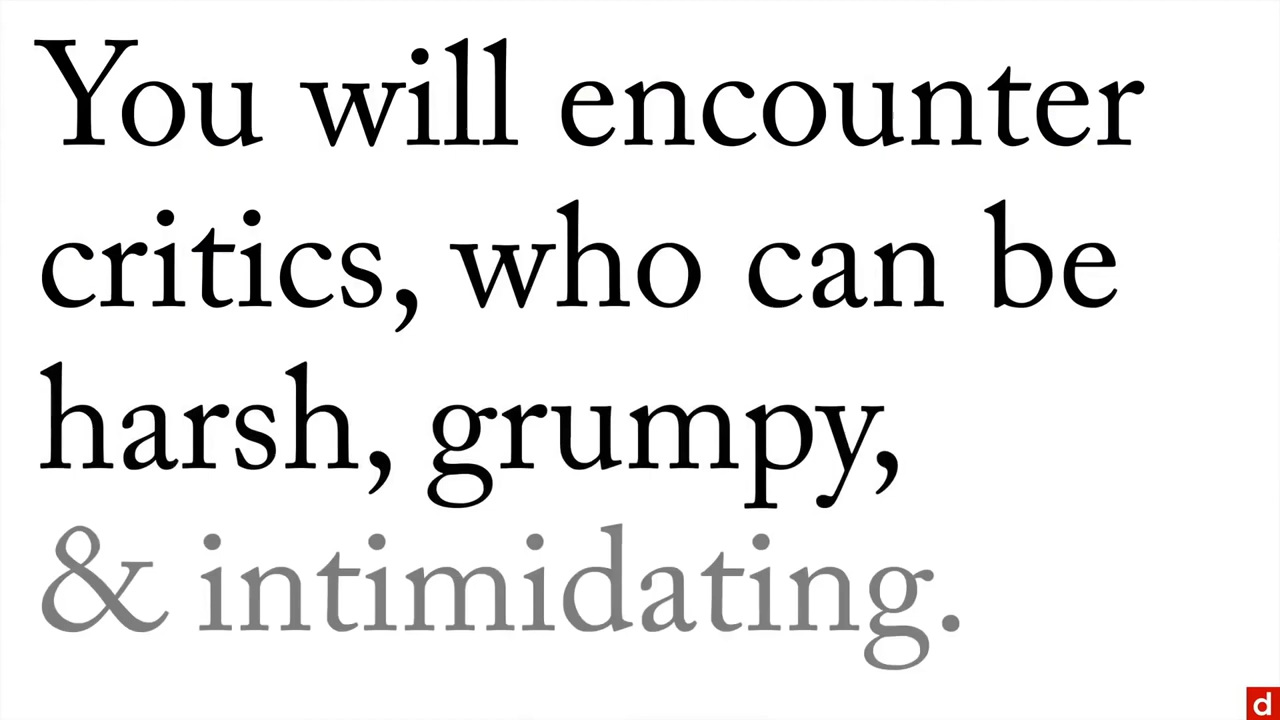 You will encounter
critics, who can be
harsh, grumpy,
& intimidating.
d